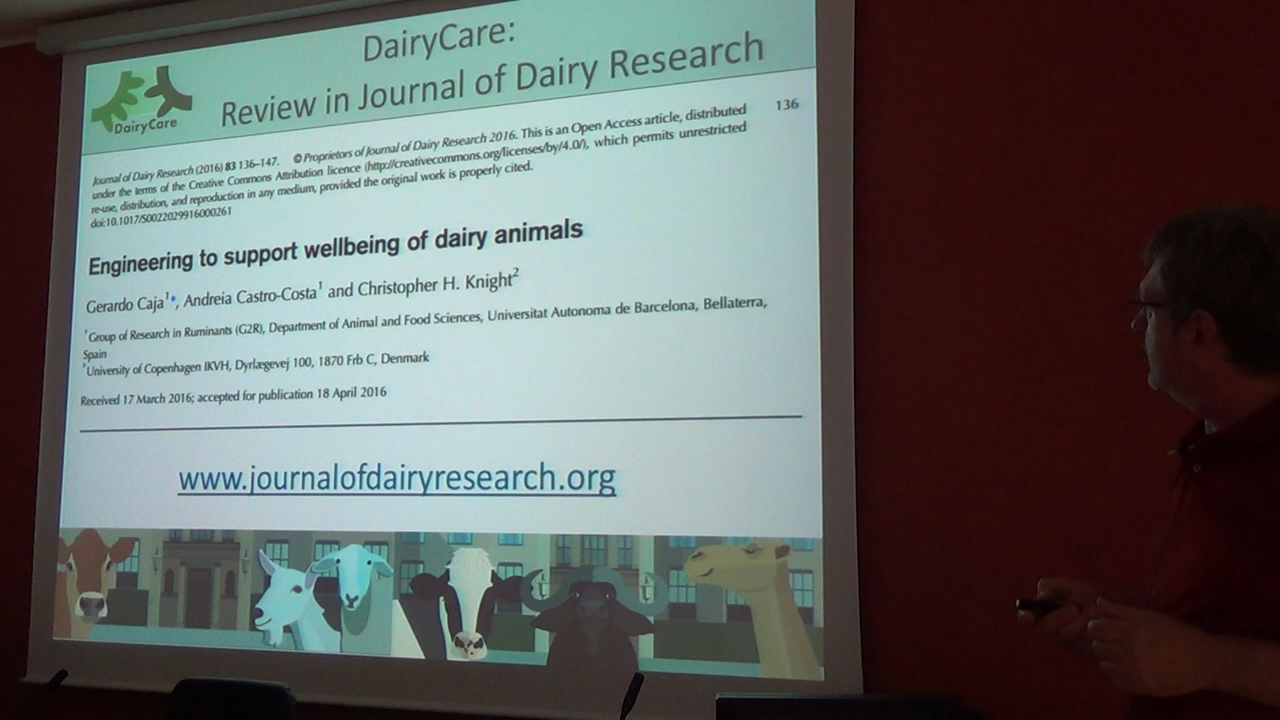 DairyCare:
Review in Journal of Dairy Research
DairyCare
136
Journal of Dairy Research (2016) 83 136–147. © Proprietors of Journal of Dairy Research 2016. This is an Open Access article, distributed
under the terms of the Creative Commons Attribution licence (http://creativecommons.org/licenses/by/4.0/), which permits unrestricted
re-use, distribution, and reproduction in any medium, provided the original work is properly cited.
doi:10.1017/S0022029916000261
Engineering to support wellbeing of dairy animals
Gerardo Caja1*, Andreia Castro-Costa1 and Christopher H. Knight2
1Group of Research in Ruminants (G2R), Department of Animal and Food Sciences, Universitat Autonoma de Barcelona, Bellaterra,
Spain
2University of Copenhagen IKVH, Dyrlægevej 100, 1870 Frb C, Denmark
Received 17 March 2016; accepted for publication 18 April 2016
www.journalofdairyresearch.org